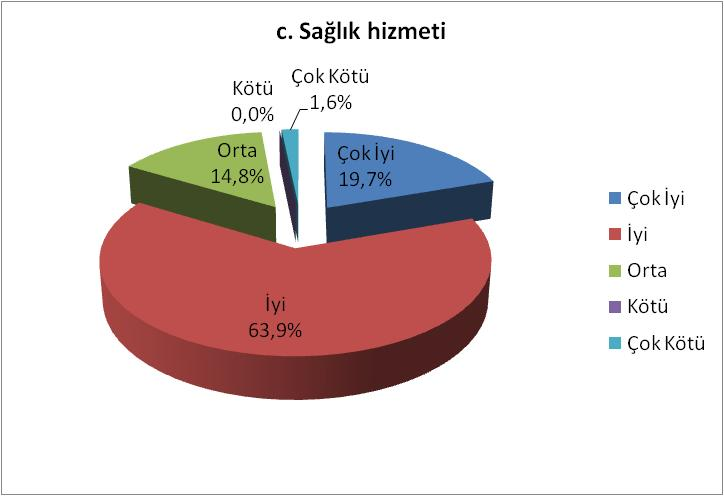 c. Sağlık hizmeti
Kötü
0,0%
Çok Kötü
1,6%
Orta
14,8%
Çok İyi
19,7%
İyi
63,9%
Çok İyi
İyi
Orta
Kötü
Çok Kötü